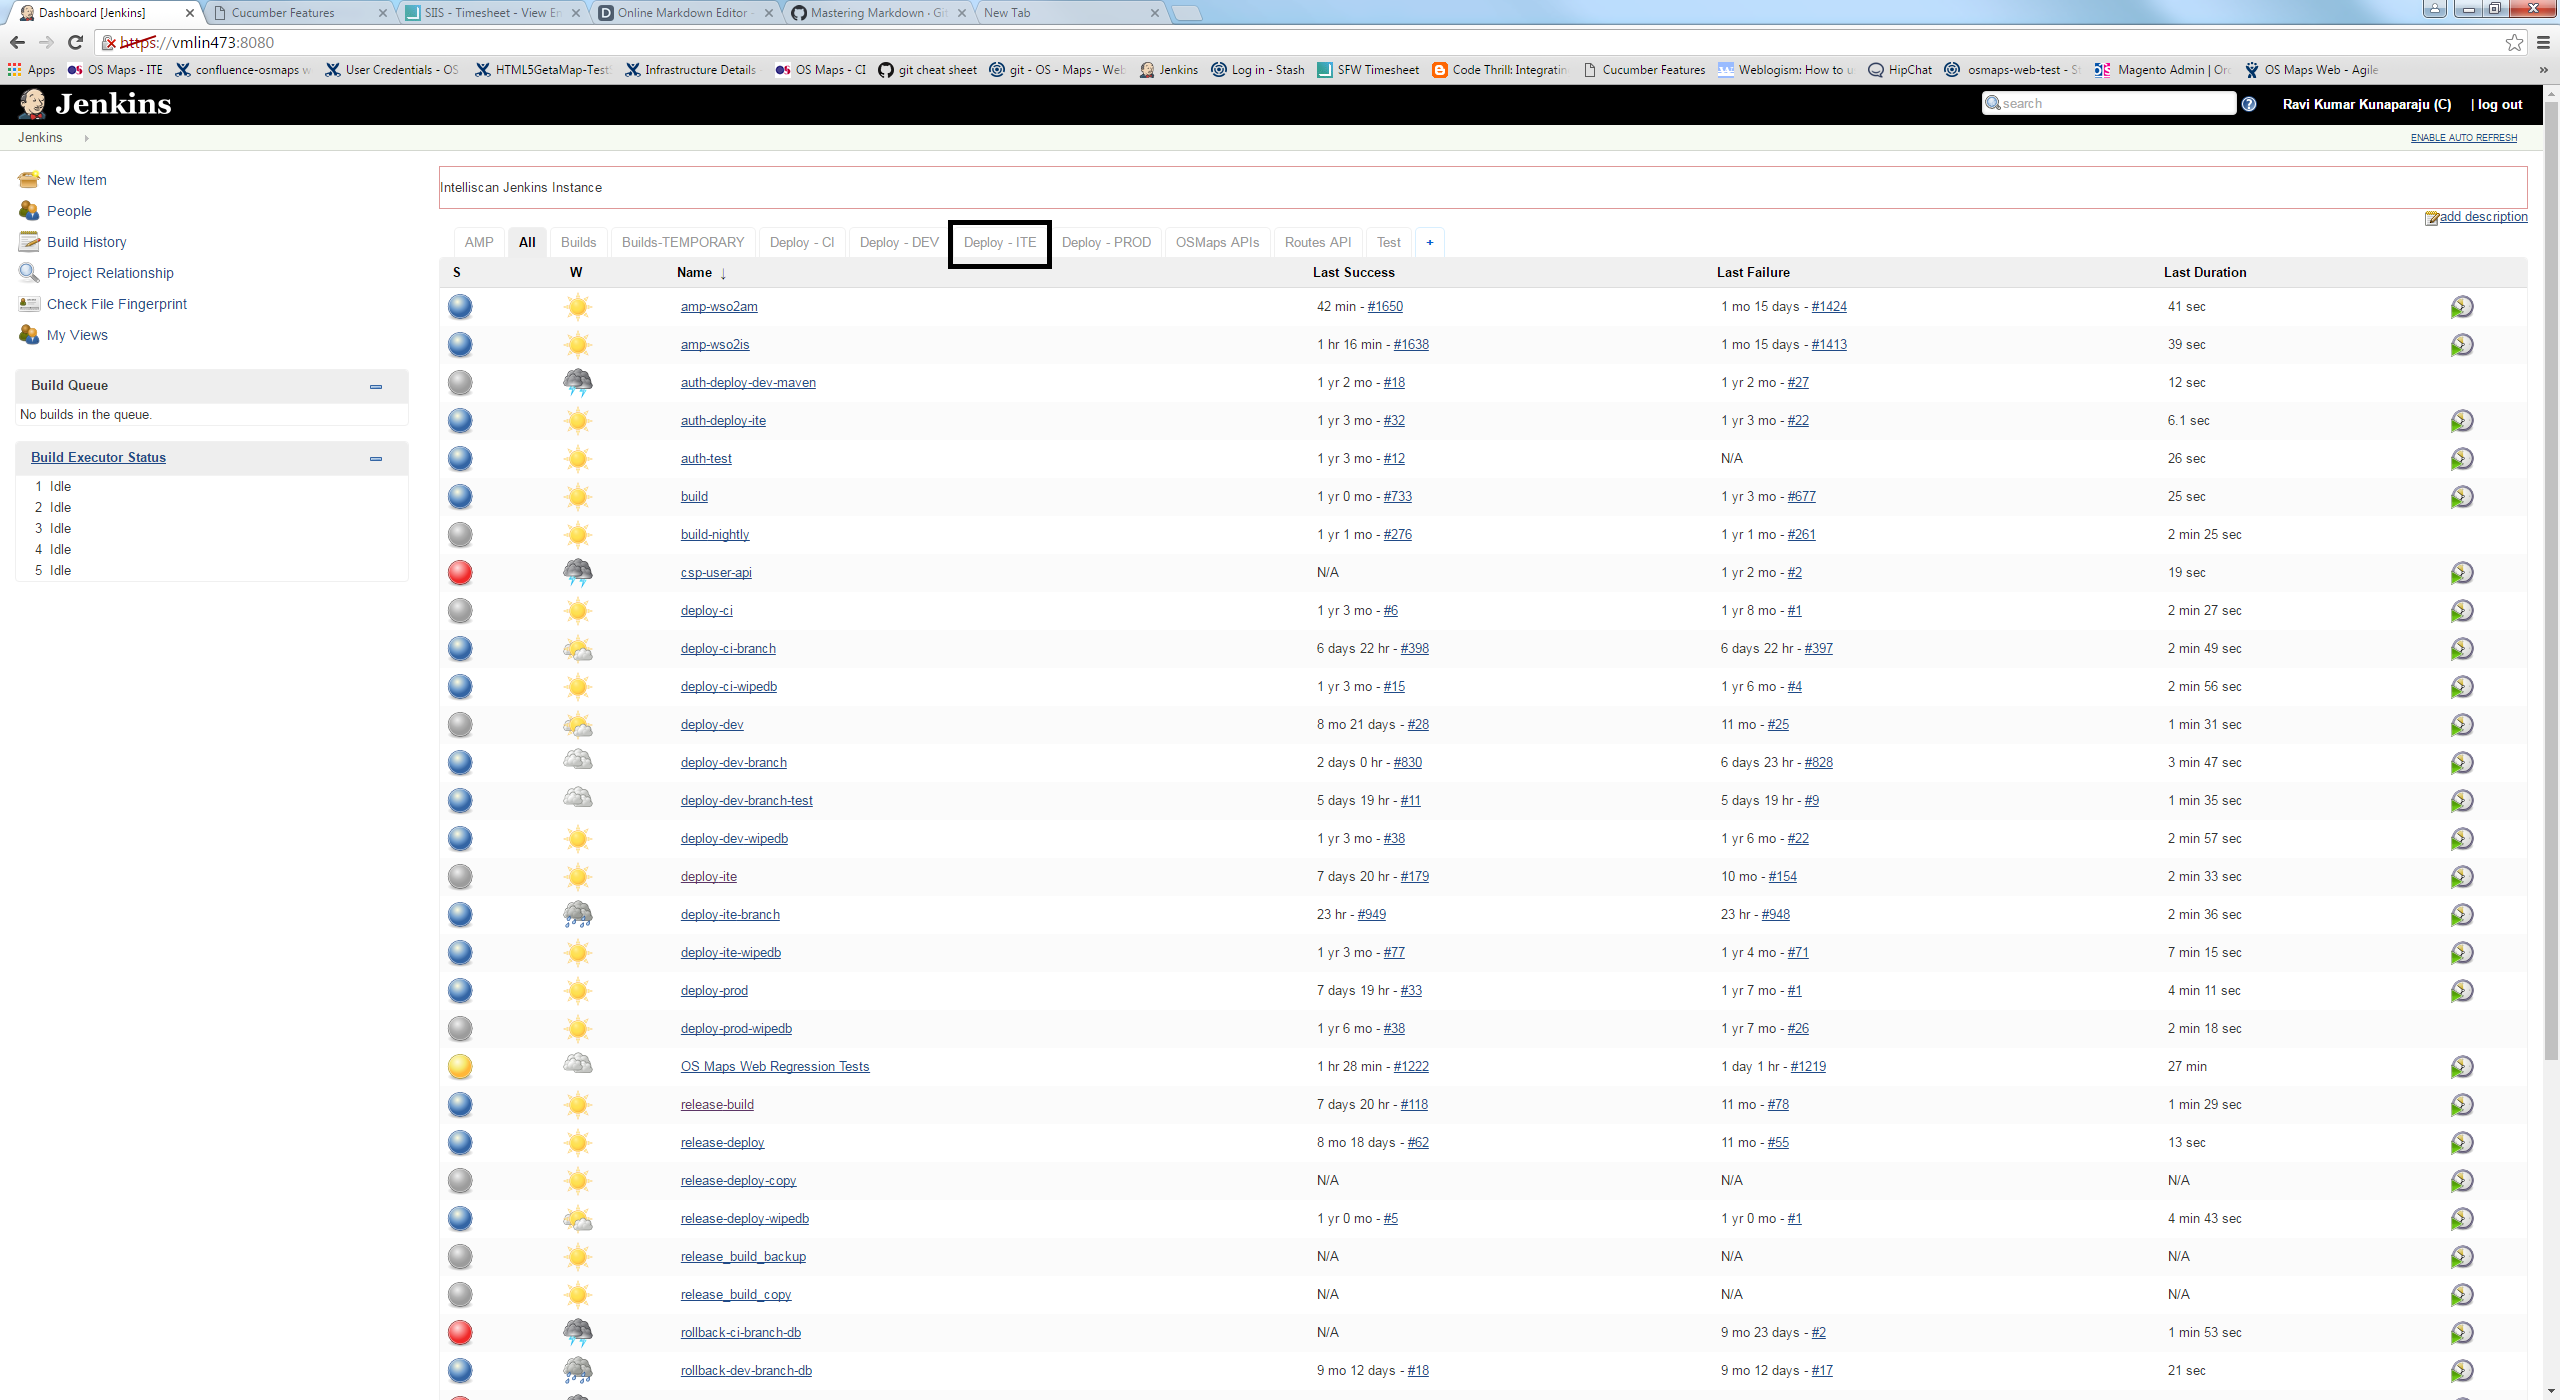 Dashboard [Jenkins] Cucumber Features SIIS - Timesheet - View En Online Markdown Editor - Mastering Markdown · Git New Tab
https://vmlin473:8080
Apps OS Maps - ITE confluence-osmaps w User Credentials - OS HTML5GetaMap-Test Infrastructure Details OS Maps - CI git cheat sheet git - OS - Maps - Web Jenkins Log in - Stash SFW Timesheet Code Thrill: Integratin Cucumber Features Weblogism: How to u HipChat osmaps-web-test - St Magento Admin | Or OS Maps Web - Agile »
Jenkins search Ravi Kumar Kunaparaju (C) | log out
Jenkins ENABLE AUTO REFRESH
New Item
People
Build History
Project Relationship
Check File Fingerprint
My Views
Build Queue
No builds in the queue.
Build Executor Status
1 Idle
2 Idle
3 Idle
4 Idle
5 Idle
Intelliscan Jenkins Instance
add description
AMP All Builds Builds-TEMPORARY Deploy - CI Deploy - DEV Deploy - ITE Deploy - PROD OSMaps APIs Routes API Test +
S W Name ↓ Last Success Last Failure Last Duration
amp-wso2am 42 min - #1650 1 mo 15 days - #1424 41 sec
amp-wso2is 1 hr 16 min - #1638 1 mo 15 days - #1413 39 sec
auth-deploy-dev-maven 1 yr 2 mo - #18 1 yr 2 mo - #27 12 sec
auth-deploy-ite 1 yr 3 mo - #32 1 yr 3 mo - #22 6.1 sec
auth-test 1 yr 3 mo - #12 N/A 26 sec
build 1 yr 0 mo - #733 1 yr 3 mo - #677 25 sec
build-nightly 1 yr 1 mo - #276 1 yr 1 mo - #261 2 min 25 sec
csp-user-api N/A 1 yr 2 mo - #2 19 sec
deploy-ci 1 yr 3 mo - #6 1 yr 8 mo - #1 2 min 27 sec
deploy-ci-branch 6 days 22 hr - #398 6 days 22 hr - #397 2 min 49 sec
deploy-ci-wipedb 1 yr 3 mo - #15 1 yr 6 mo - #4 2 min 56 sec
deploy-dev 8 mo 21 days - #28 11 mo - #25 1 min 31 sec
deploy-dev-branch 2 days 0 hr - #830 6 days 23 hr - #828 3 min 47 sec
deploy-dev-branch-test 5 days 19 hr - #11 5 days 19 hr - #9 1 min 35 sec
deploy-dev-wipedb 1 yr 3 mo - #38 1 yr 6 mo - #22 2 min 57 sec
deploy-ite 7 days 20 hr - #179 10 mo - #154 2 min 33 sec
deploy-ite-branch 23 hr - #949 23 hr - #948 2 min 36 sec
deploy-ite-wipedb 1 yr 3 mo - #77 1 yr 4 mo - #71 7 min 15 sec
deploy-prod 7 days 19 hr - #33 1 yr 7 mo - #1 4 min 11 sec
deploy-prod-wipedb 1 yr 6 mo - #38 1 yr 7 mo - #26 2 min 18 sec
OS Maps Web Regression Tests 1 hr 28 min - #1222 1 day 1 hr - #1219 27 min
release-build 7 days 20 hr - #118 11 mo - #78 1 min 29 sec
release-deploy 8 mo 18 days - #62 11 mo - #55 13 sec
release-deploy-copy N/A N/A N/A
release-deploy-wipedb 1 yr 0 mo - #5 1 yr 0 mo - #1 4 min 43 sec
release_build_backup N/A N/A N/A
release_build_copy N/A N/A N/A
rollback-ci-branch-db N/A 9 mo 23 days - #2 1 min 53 sec
rollback-dev-branch-db 9 mo 12 days - #18 9 mo 12 days - #17 21 sec